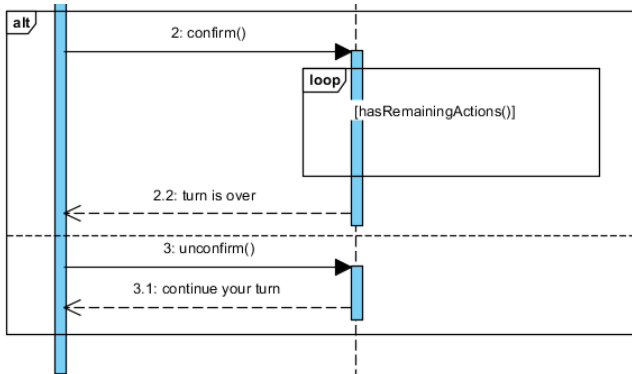 alt
2: confirm()
loop
[hasRemainingActions()]
2.2: turn is over
3: unconfirm()
3.1: continue your turn